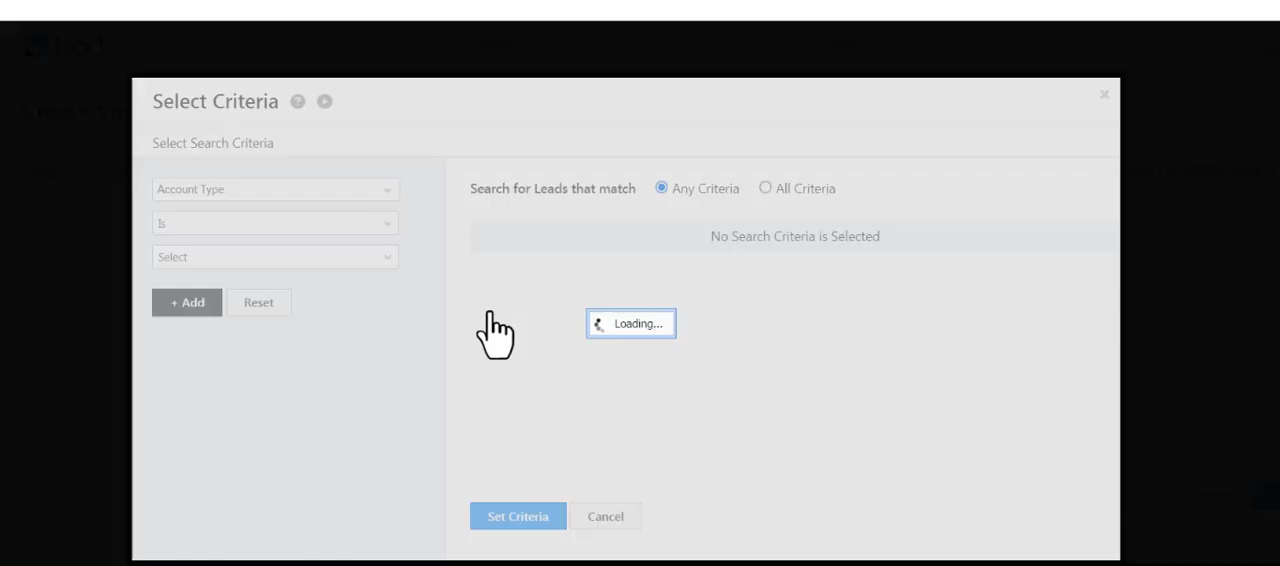 Select Criteria
Select Search Criteria
Account Type
Is
Select
+ Add Reset
Search for Leads that match Any Criteria All Criteria
No Search Criteria is Selected
Loading...
Set Criteria Cancel